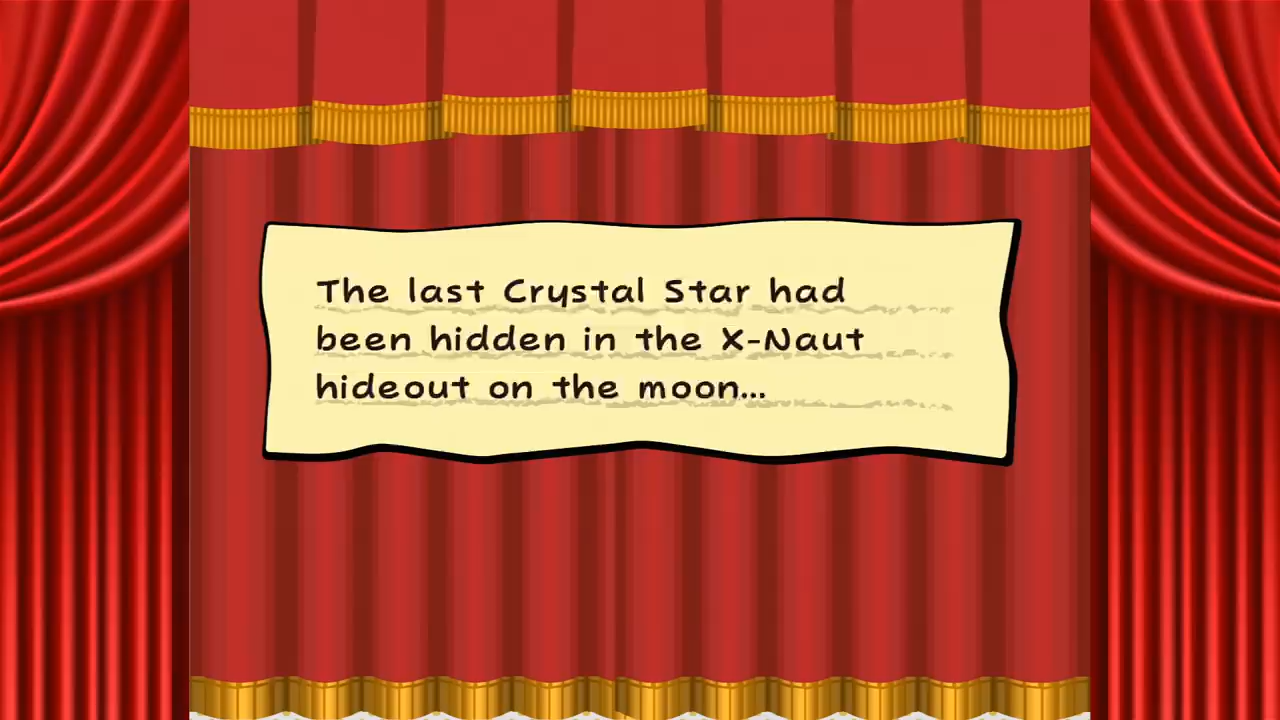 The last Crystal Star had
been hidden in the X-Naut
hideout on the moon...